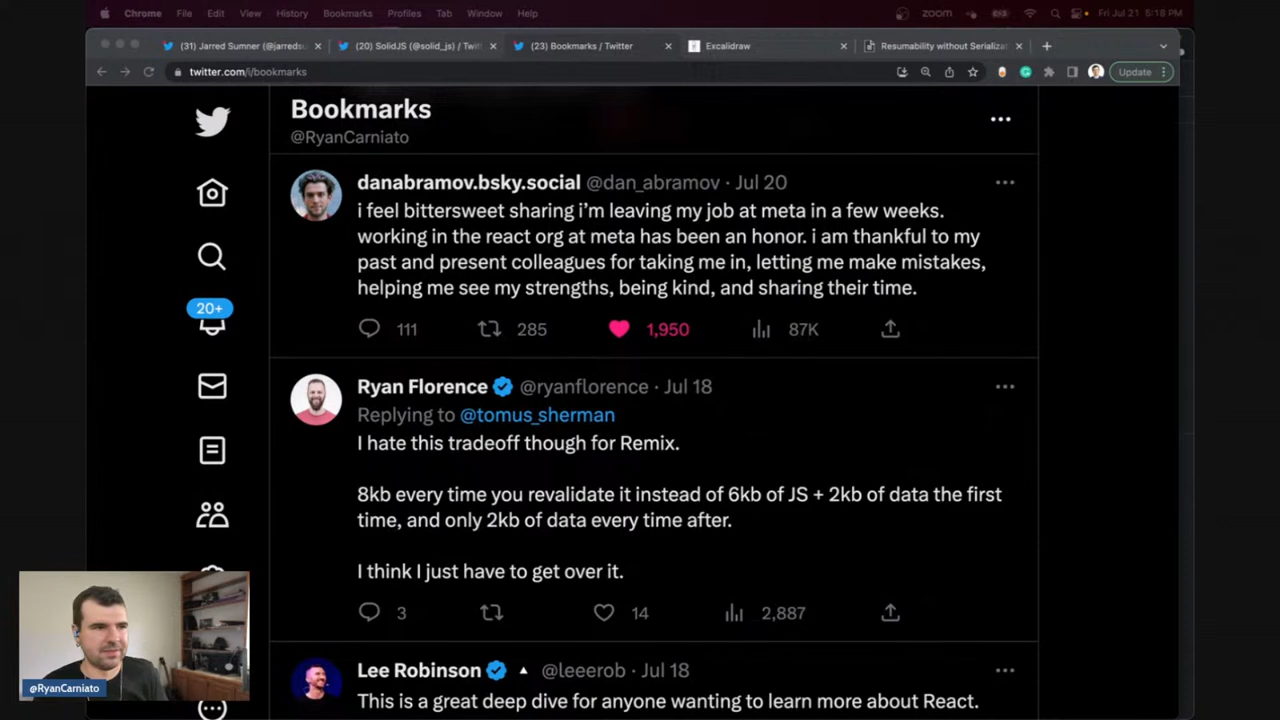 Chrome File Edit View History Bookmarks Profiles Tab Window Help
zoom Fri Jul 21 5:18 PM
(31) Jarred Sumner (@jarredsu
(20) SolidJS (@solid_js) / Twitt
(23) Bookmarks / Twitter
Excalidraw
Resumability without Serializat
twitter.com/i/bookmarks
Update
Bookmarks
@RyanCarniato
danabramov.bsky.social @dan_abramov · Jul 20
i feel bittersweet sharing i’m leaving my job at meta in a few weeks.
working in the react org at meta has been an honor. i am thankful to my
past and present colleagues for taking me in, letting me make mistakes,
helping me see my strengths, being kind, and sharing their time.
20+
111 285 1,950 87K
Ryan Florence @ryanflorence · Jul 18
Replying to @tomus_sherman
I hate this tradeoff though for Remix.
8kb every time you revalidate it instead of 6kb of JS + 2kb of data the first
time, and only 2kb of data every time after.
I think I just have to get over it.
3 14 2,887
Lee Robinson @leeerob · Jul 18
This is a great deep dive for anyone wanting to learn more about React.
@RyanCarniato